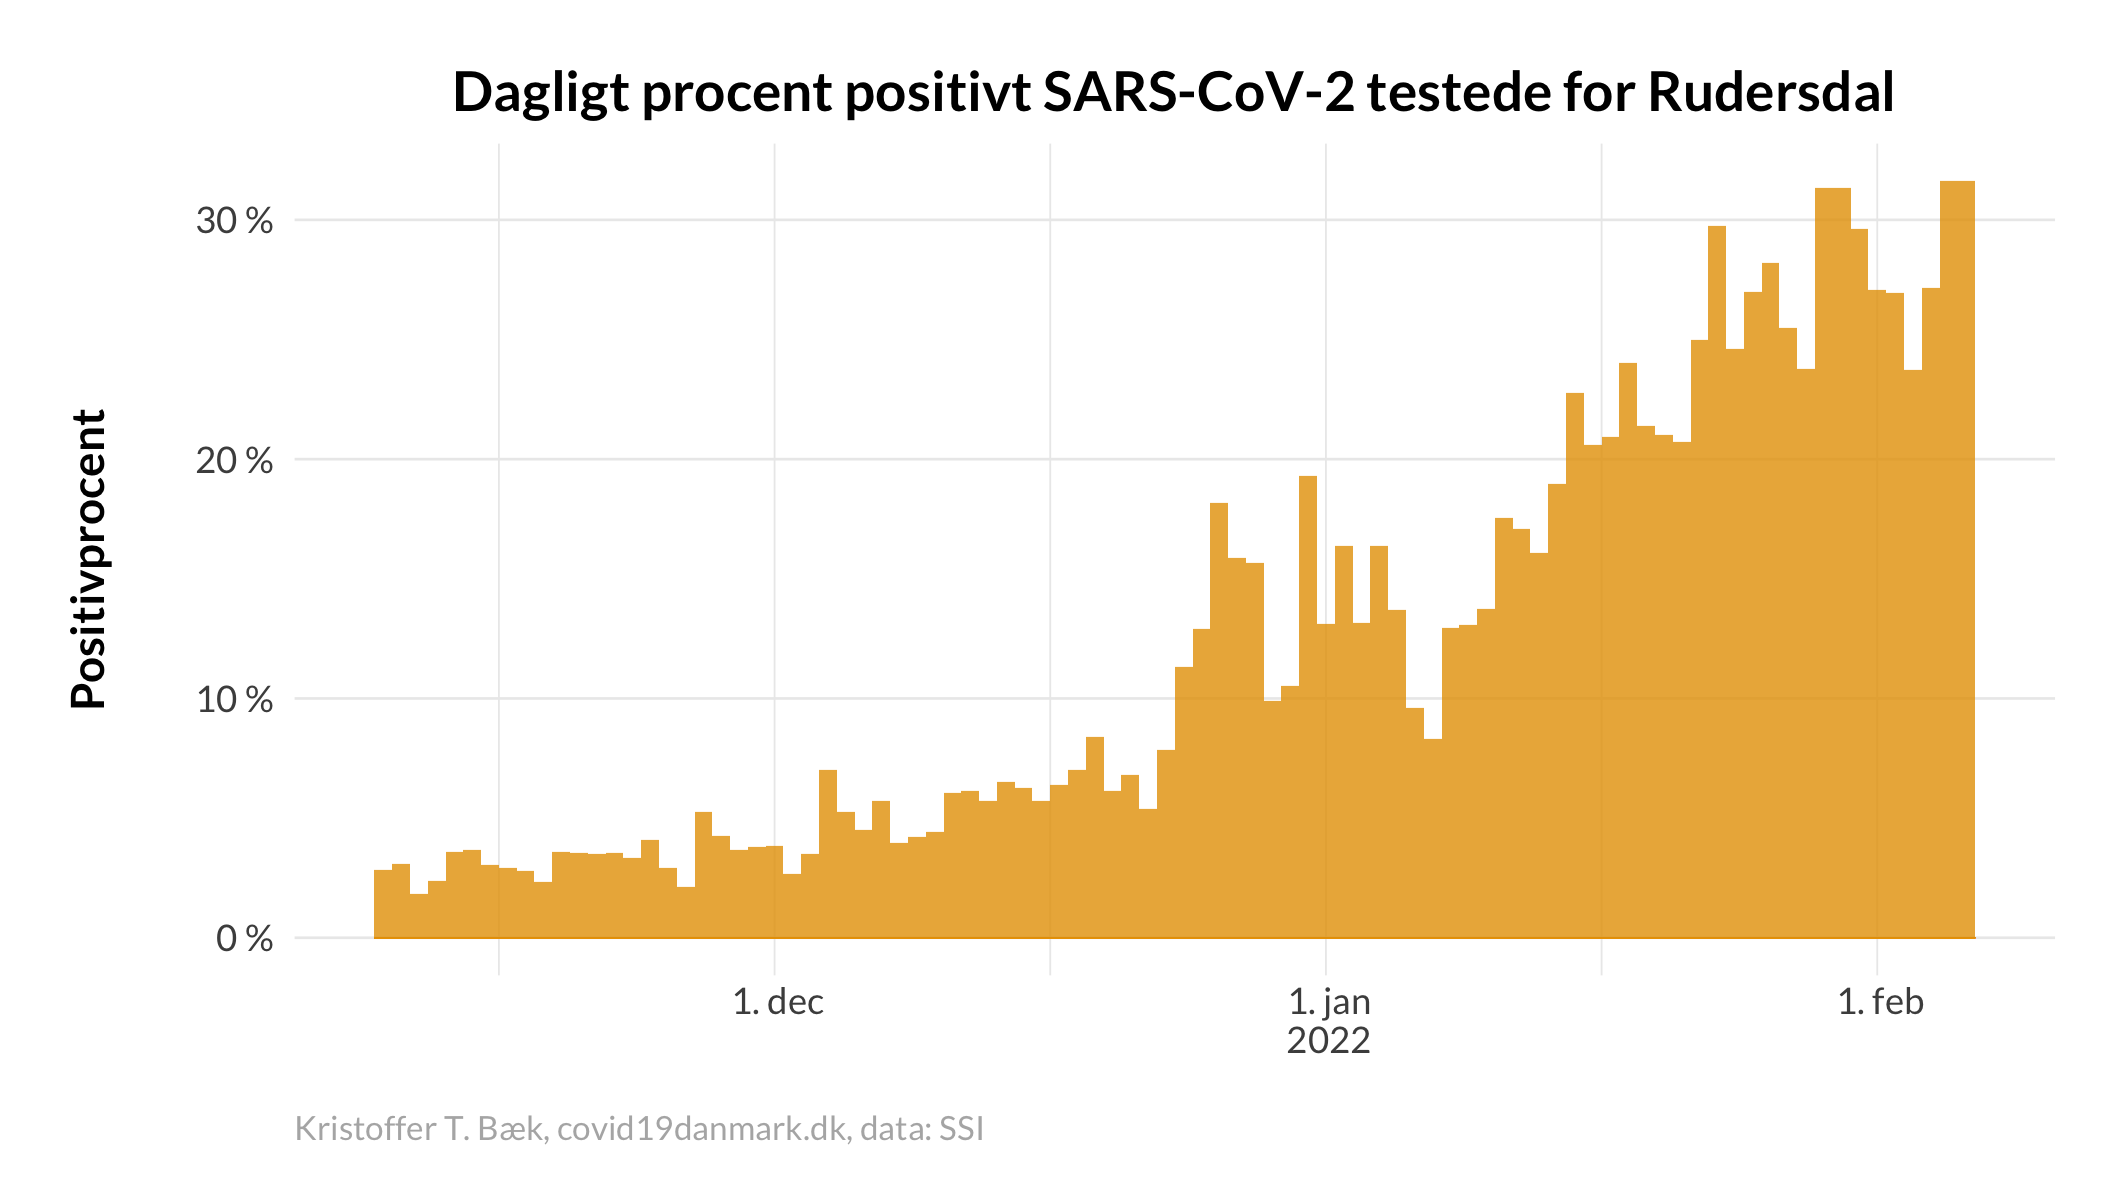 Dagligt procent positivt SARS-CoV-2 testede for Rudersdal
Positivprocent
30 %
20 %
10 %
0 %
1. dec
1. jan
2022
1. feb
Kristoffer T. Bæk, covid19danmark.dk, data: SSI